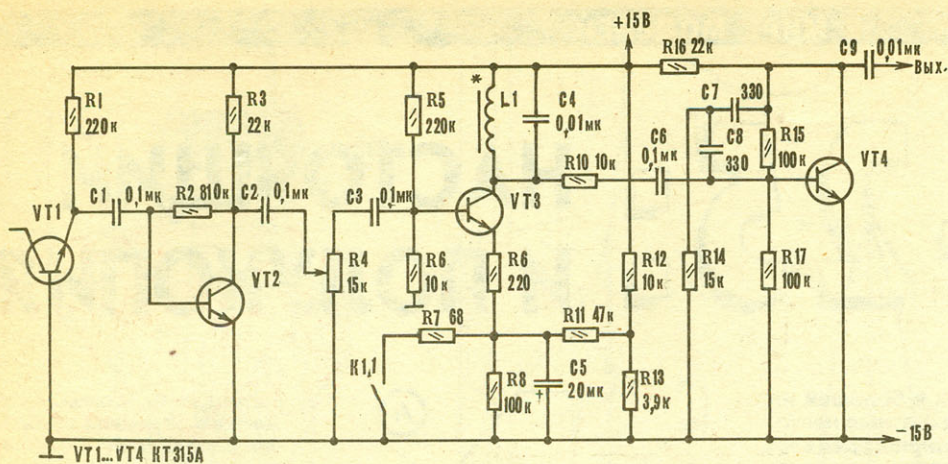 +15В
R16 22к
C9 0,01мк
Вых.
R1
220к
R3
22к
R5
220к
*
L1
C4
0,01мк
C7 330
C6
0,1мк
C8
330
R15
100к
VT4
VT1
C1 0,1мк
R2 810к
C2 0,1мк
C3 0,1мк
R10 10к
VT3
VT2
R4
15к
R6
10к
R6
220
R12
10к
R14
15к
R17
100к
R7 68
R11 47к
К1,1
R8
100к
C5
20мк
+
R13
3,9к
-15В
VT1...VT4 КТ315А